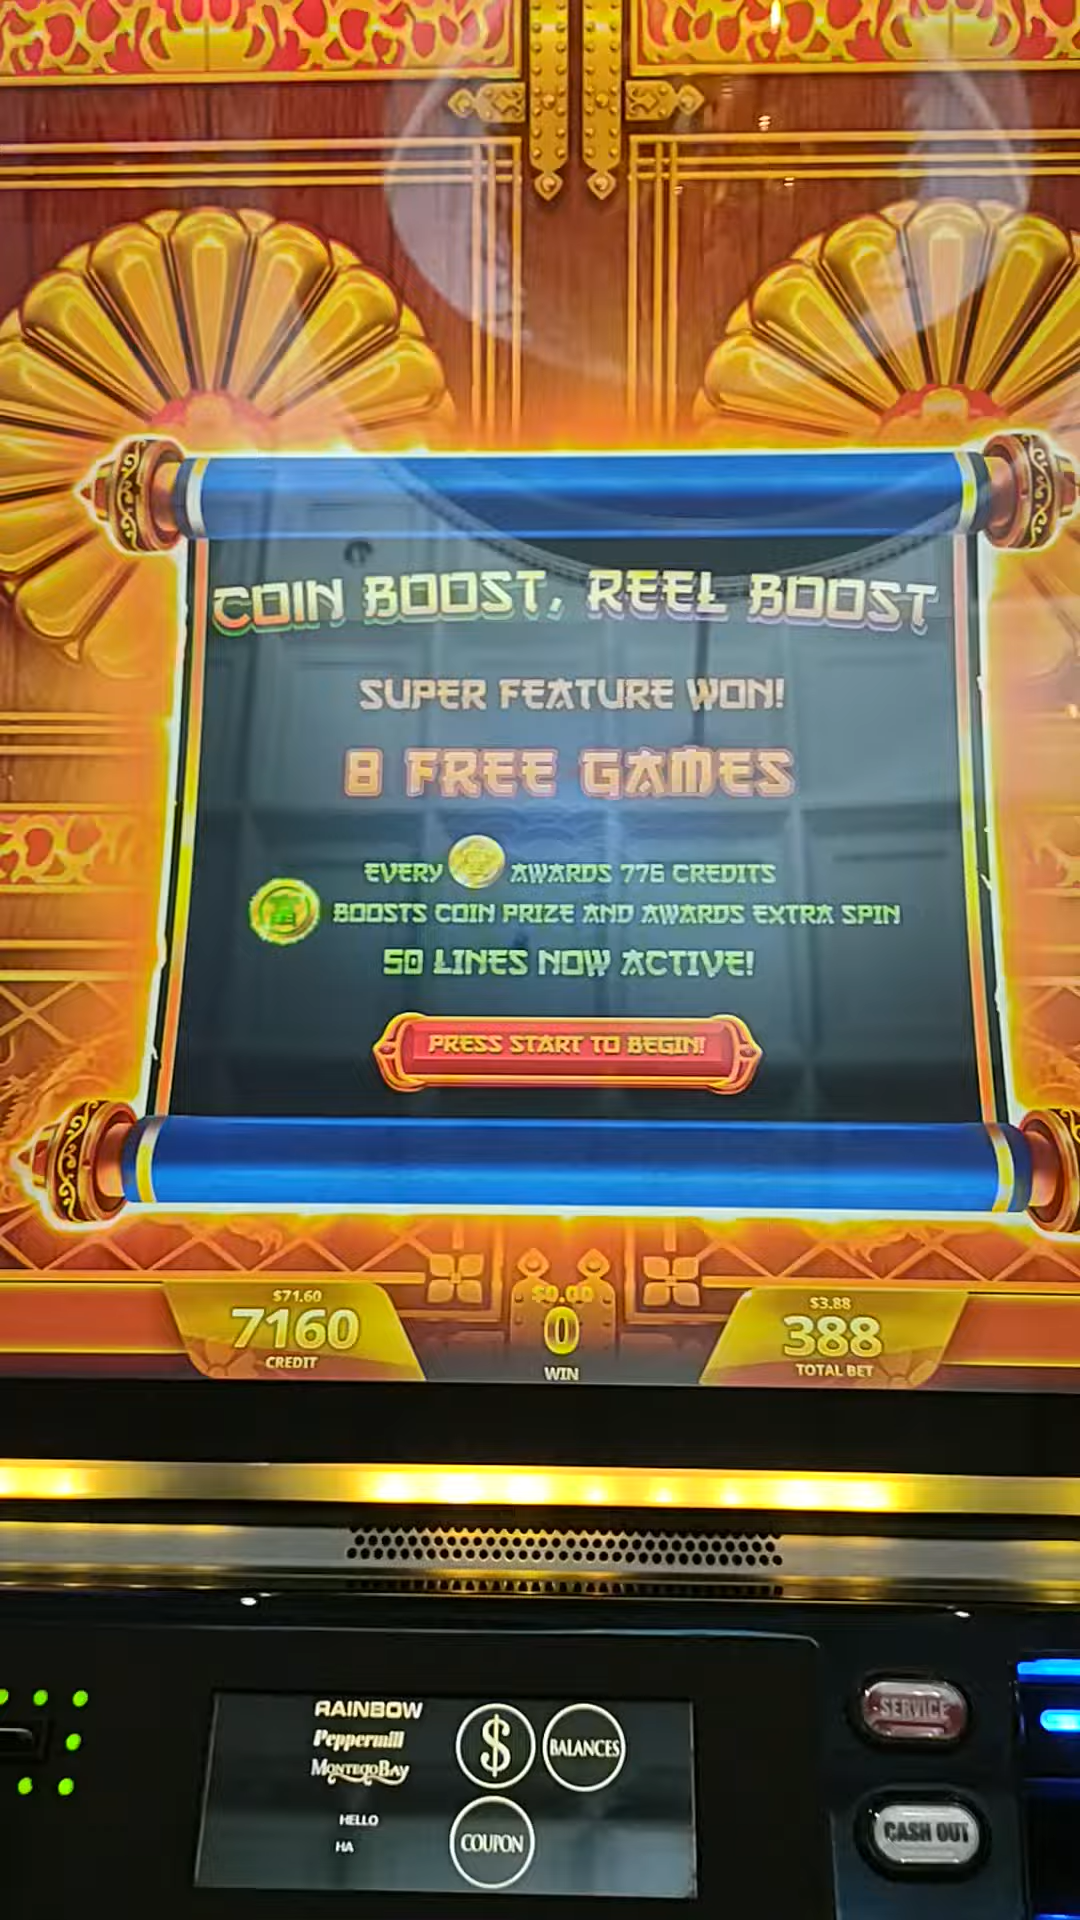 COIN BOOST, REEL BOOST
SUPER FEATURE WON!
8 FREE GAMES
EVERY AWARDS 776 CREDITS
BOOSTS COIN PRIZE AND AWARDS EXTRA SPIN
50 LINES NOW ACTIVE!
PRESS START TO BEGIN!
$71.60
7160
CREDIT
$0.00
0
WIN
$3.88
388
TOTAL BET
RAINBOW
Peppermill
MONTEGO BAY
HELLO
HA
$
BALANCES
COUPON
SERVICE
CASH OUT